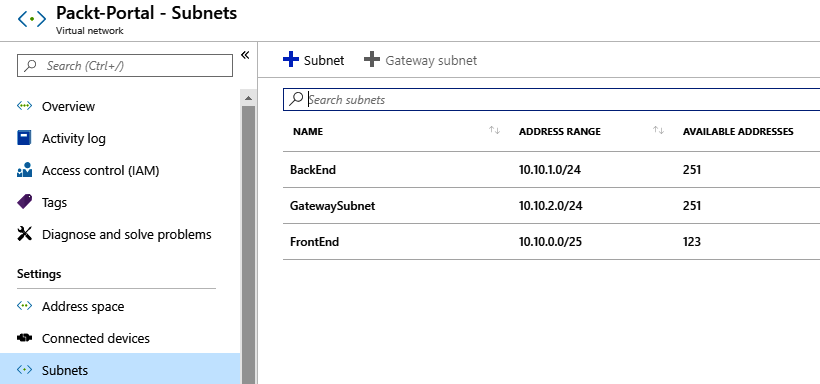 Packt-Portal - Subnets
Virtual network
Search (Ctrl+/)
«
Overview
Activity log
Access control (IAM)
Tags
Diagnose and solve problems
Settings
Address space
Connected devices
Subnets
+ Subnet + Gateway subnet
Search subnets
NAME ADDRESS RANGE AVAILABLE ADDRESSES
BackEnd 10.10.1.0/24 251
GatewaySubnet 10.10.2.0/24 251
FrontEnd 10.10.0.0/25 123